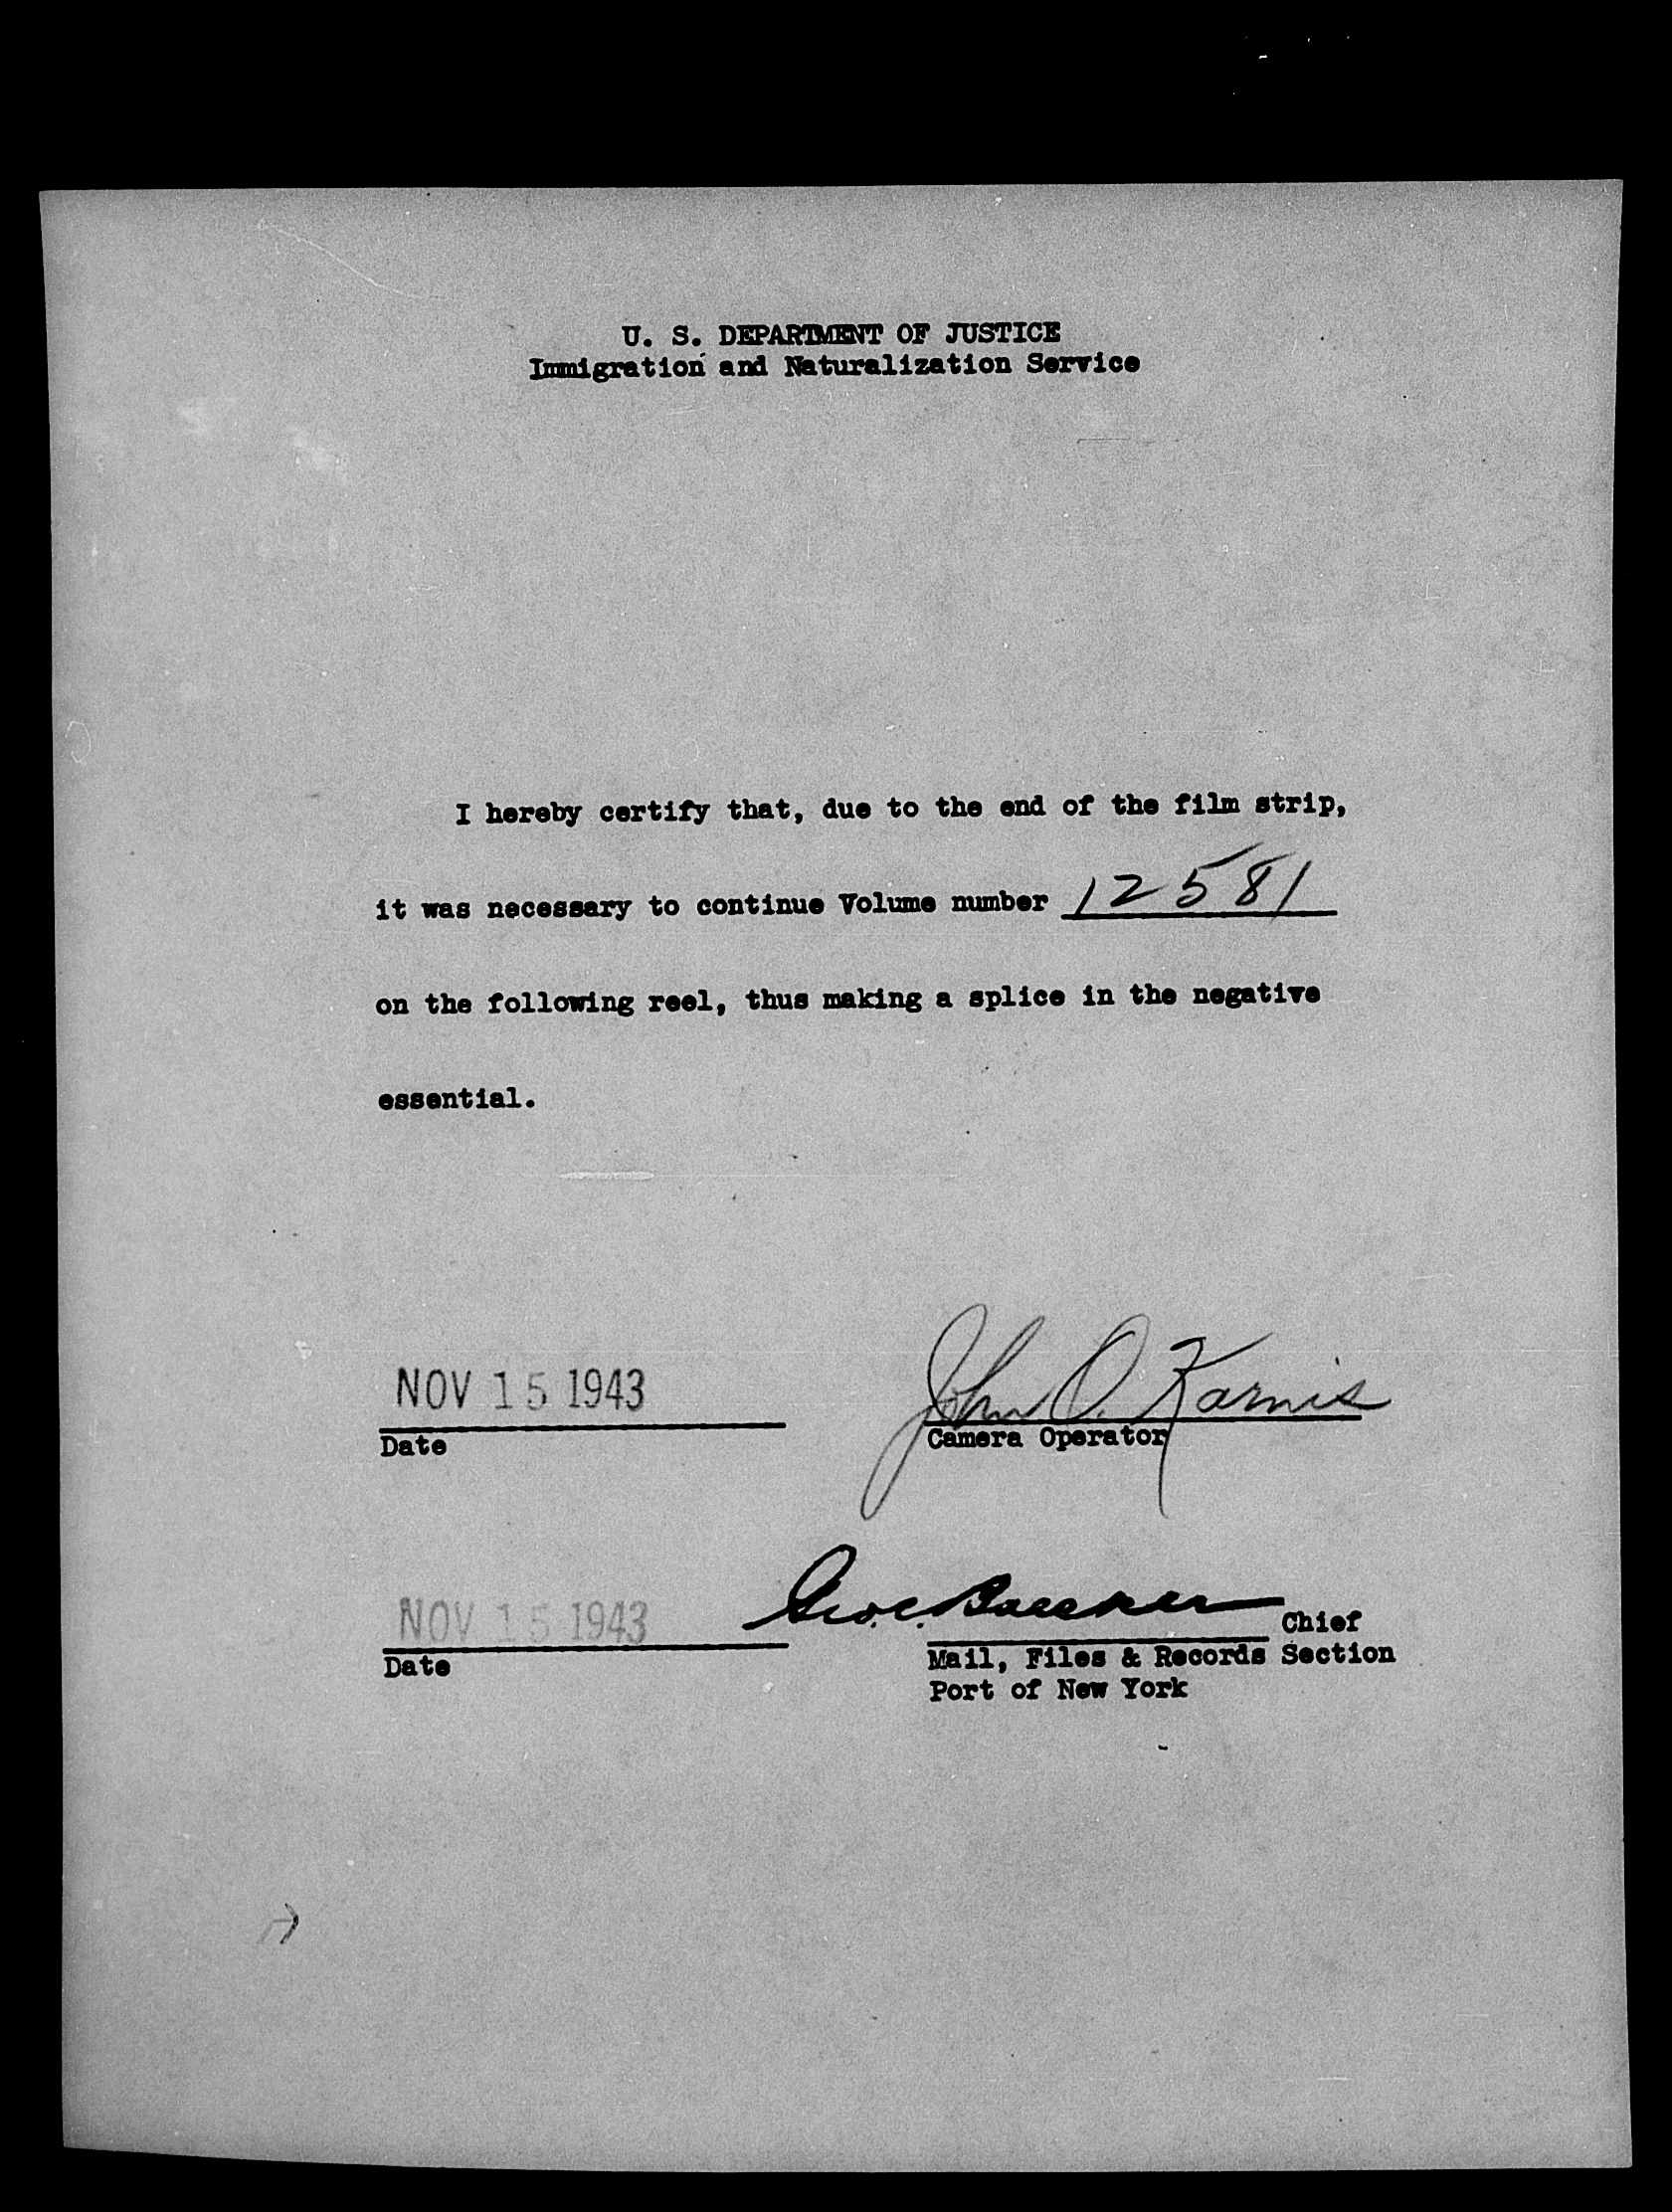 U. S. DEPARTMENT OF JUSTICE
Immigration and Naturalization Service
I hereby certify that, due to the end of the film strip,
it was necessary to continue Volume number 12581
on the following reel, thus making a splice in the negative
essential.
NOV 15 1943
John O. Karnis
Date
Camera Operator
NOV 15 1943
Chief
Date
Mail, Files & Records Section
Port of New York